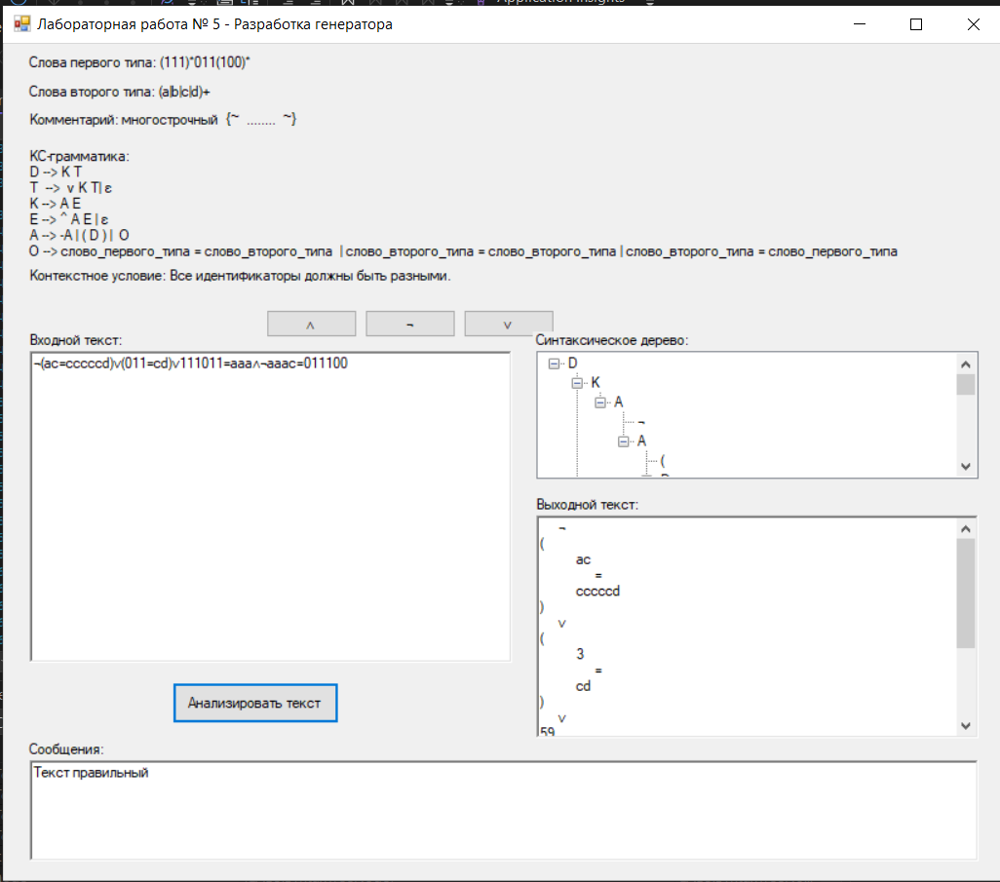 Application Insights
Лабораторная работа № 5 - Разработка генератора
Слова первого типа: (111)*011(100)*
Слова второго типа: (a|b|c|d)+
Комментарий: многострочный {~ ........ ~}
КС-грамматика:
D --> K T
T --> v K T| ε
K --> A E
E --> ^ A E | ε
A --> -A | ( D ) | O
O --> слово_первого_типа = слово_второго_типа | слово_второго_типа = слово_второго_типа | слово_второго_типа = слово_первого_типа
Контекстное условие: Все идентификаторы должны быть разными.
∧ ¬ ∨
Входной текст:
¬(ac=cccccd)∨(011=cd)∨111011=aaa∧¬aaac=011100
Синтаксическое дерево:
D
K
A
¬
A
(
Выходной текст:
¬
(
ac
=
cccccd
)
∨
(
3
=
cd
)
∨
59
Анализировать текст
Сообщения:
Текст правильный